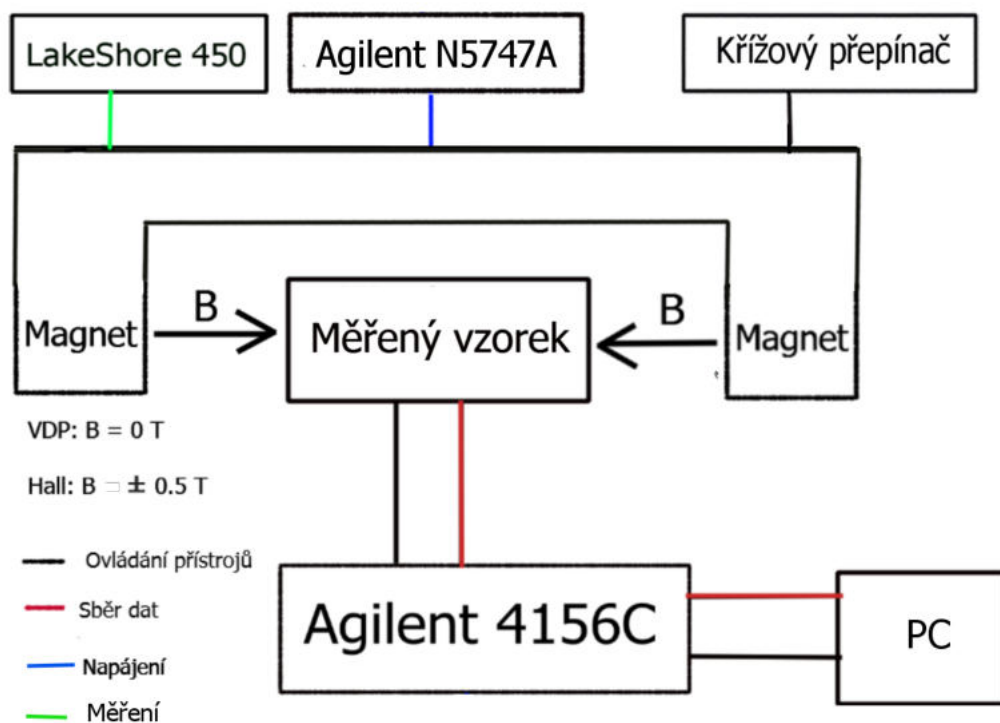 LakeShore 450
Agilent N5747A
Křížový přepínač
B
B
Magnet
Měřený vzorek
Magnet
VDP: B = 0 T
Hall: B = ± 0.5 T
Ovládání přístrojů
Sběr dat
Napájení
Měření
Agilent 4156C
PC